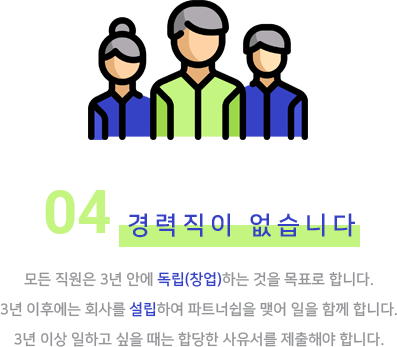 04 경력직이 없습니다
모든 직원은 3년 안에 독립(창업)하는 것을 목표로 합니다.
3년 이후에는 회사를 설립하여 파트너쉽을 맺어 일을 함께 합니다.
3년 이상 일하고 싶을 때는 합당한 사유서를 제출해야 합니다.